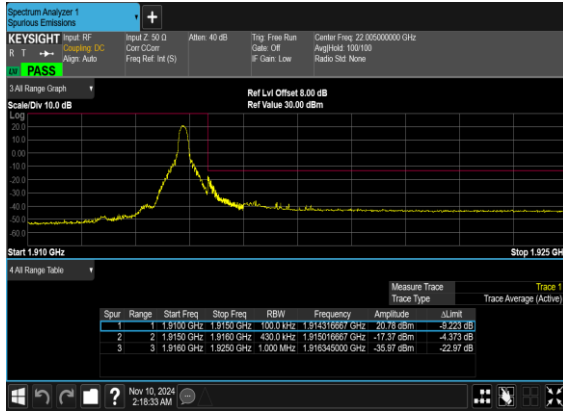 Spectrum Analyzer 1
Spurious Emissions
KEYSIGHT Input: RF Input Z: 50 Ω Atten: 40 dB Trig: Free Run Center Freq: 22.005000000 GHz
R T Coupling: DC Corr CCorr Gate: Off Avg|Hold: 100/100
Align: Auto Freq Ref: Int (S) IF Gain: Low Radio Std: None
LXI PASS
3 All Range Graph
Ref Lvl Offset 8.00 dB
Scale/Div 10.0 dB Ref Value 30.00 dBm
Log
20.0
10.0
0.00
-10.0
-20.0
-30.0
-40.0
-50.0
-60.0
Start 1.910 GHz Stop 1.925 GH
4 All Range Table
Measure Trace Trace 1
Trace Type Trace Average (Active)
Spur Range Start Freq Stop Freq RBW Frequency Amplitude ΔLimit
1 1 1.9100 GHz 1.9150 GHz 100.0 kHz 1.914316667 GHz 20.78 dBm -9.223 dB
2 2 1.9150 GHz 1.9160 GHz 430.0 kHz 1.915016667 GHz -17.37 dBm -4.373 dB
3 3 1.9160 GHz 1.9250 GHz 1.000 MHz 1.916345000 GHz -35.97 dBm -22.97 dB
Nov 10, 2024
2:18:33 AM